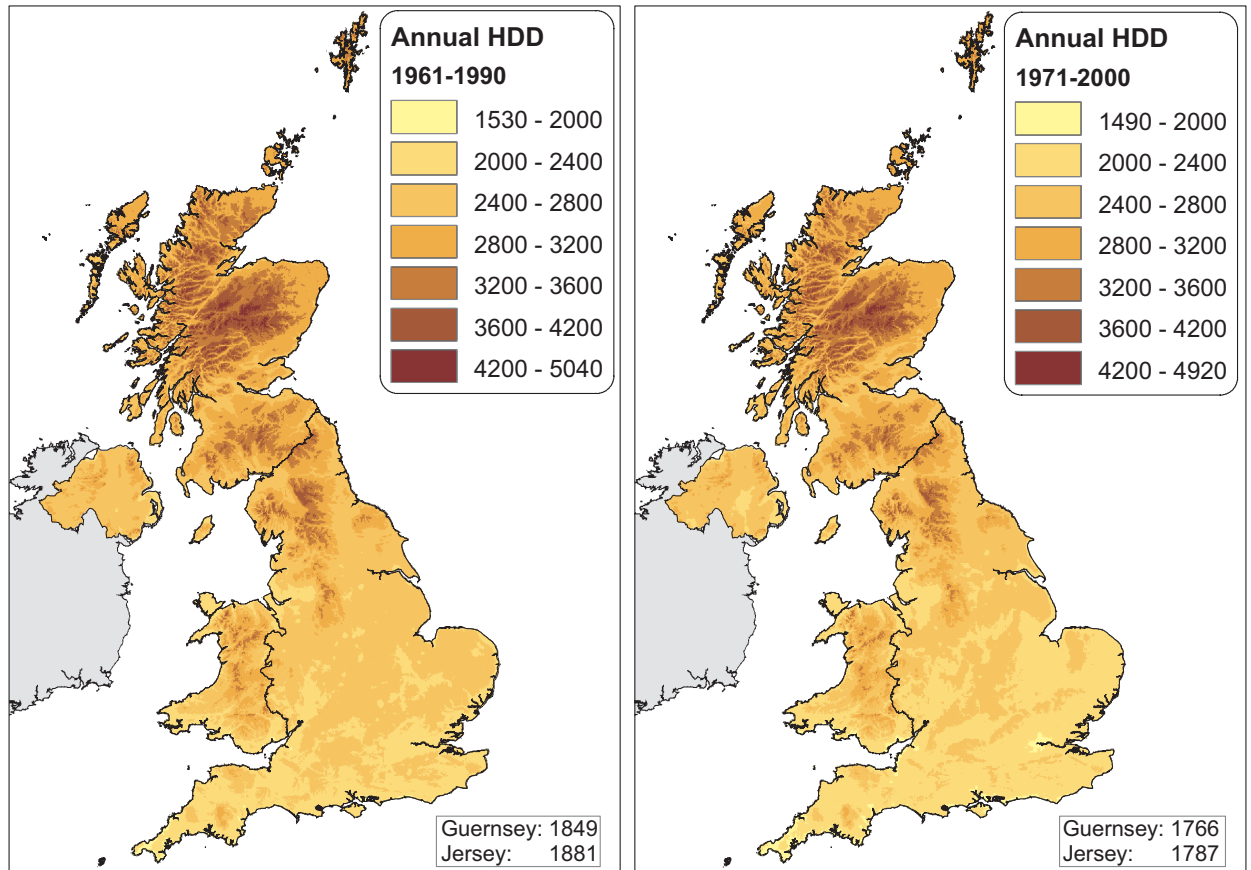 Annual HDD
1961-1990
1530 - 2000
2000 - 2400
2400 - 2800
2800 - 3200
3200 - 3600
3600 - 4200
4200 - 5040
Guernsey: 1849
Jersey: 1881
Annual HDD
1971-2000
1490 - 2000
2000 - 2400
2400 - 2800
2800 - 3200
3200 - 3600
3600 - 4200
4200 - 4920
Guernsey: 1766
Jersey: 1787